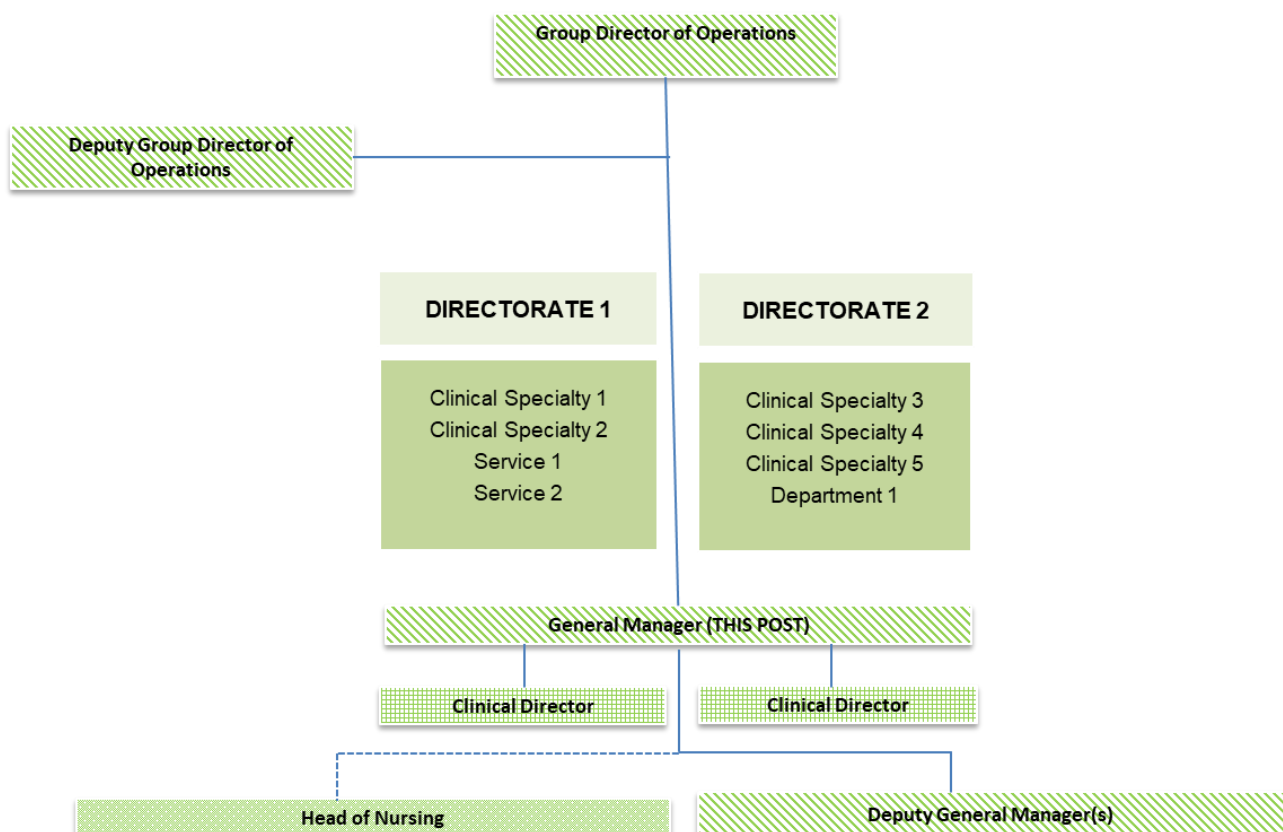 Group Director of Operations
Deputy Group Director of
Operations
DIRECTORATE 1
Clinical Specialty 1
Clinical Specialty 2
Service 1
Service 2
DIRECTORATE 2
Clinical Specialty 3
Clinical Specialty 4
Clinical Specialty 5
Department 1
General Manager (THIS POST)
Clinical Director
Clinical Director
Head of Nursing
Deputy General Manager(s)